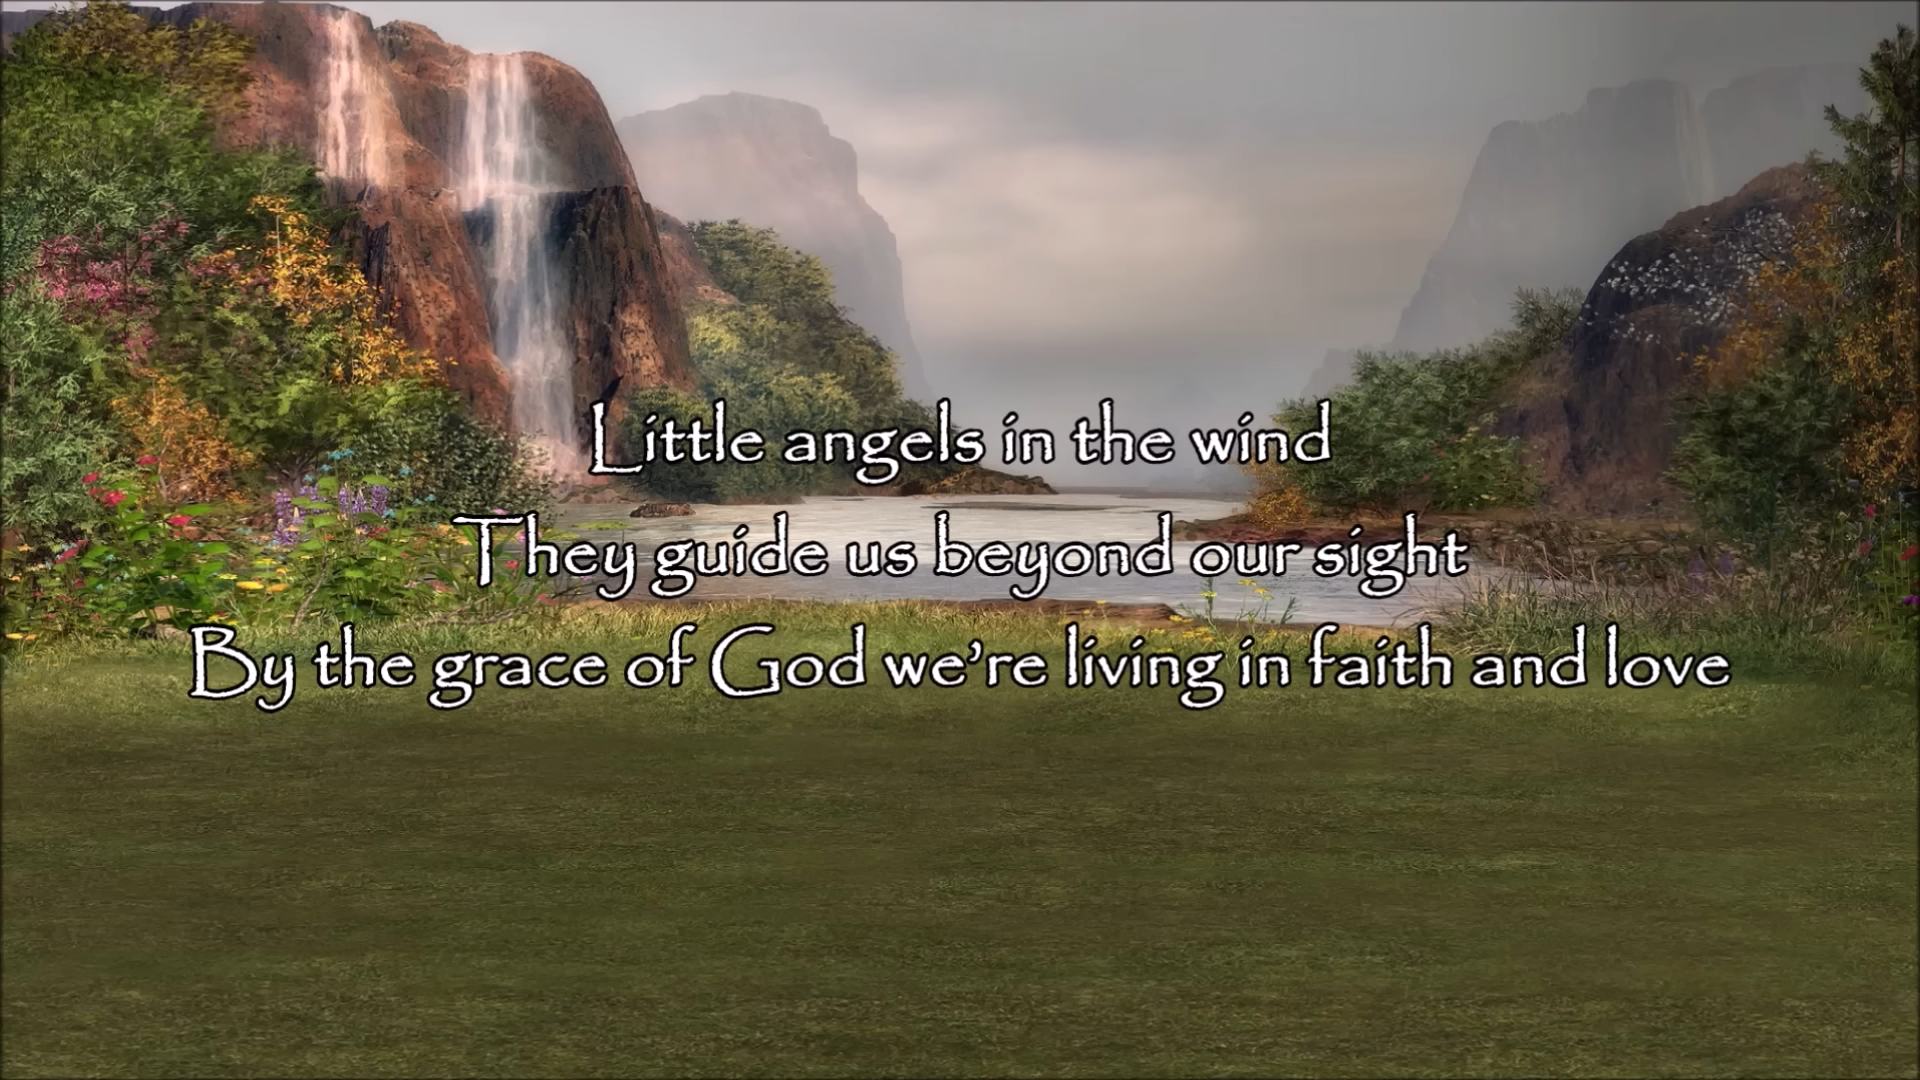 Little angels in the wind
They guide us beyond our sight
By the grace of God we’re living in faith and love